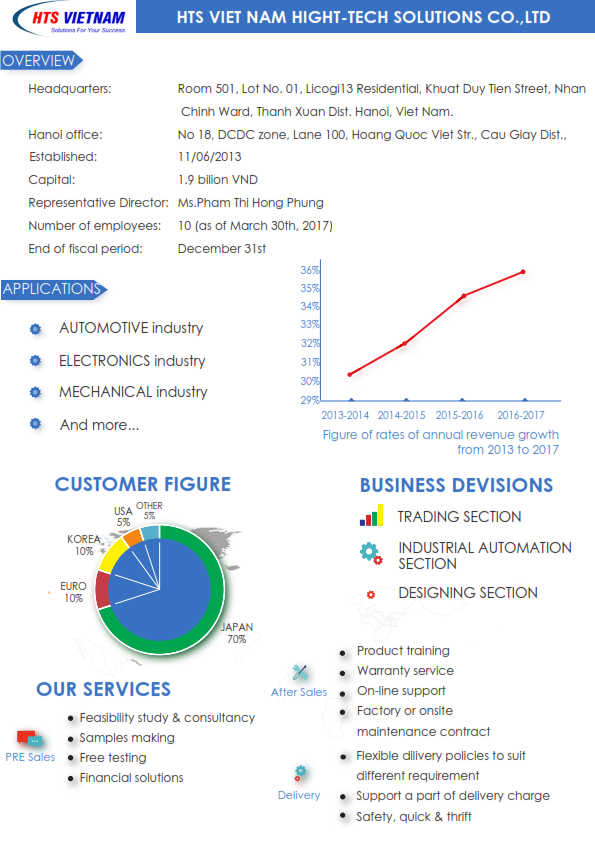 HTS VIETNAM
Solutions For Your Success
HTS VIET NAM HIGHT-TECH SOLUTIONS CO.,LTD
OVERVIEW
Headquarters: Room 501, Lot No. 01, Licogi13 Residential, Khuat Duy Tien Street, Nhan
Chinh Ward, Thanh Xuan Dist. Hanoi, Viet Nam.
Hanoi office: No 18, DCDC zone, Lane 100, Hoang Quoc Viet Str., Cau Giay Dist.,
Established: 11/06/2013
Capital: 1.9 bilion VND
Representative Director: Ms.Pham Thi Hong Phung
Number of employees: 10 (as of March 30th, 2017)
End of fiscal period: December 31st
APPLICATIONS
AUTOMOTIVE industry
ELECTRONICS industry
MECHANICAL industry
And more...
36%
35%
34%
33%
32%
31%
30%
29%
2013-2014 2014-2015 2015-2016 2016-2017
Figure of rates of annual revenue growth
from 2013 to 2017
CUSTOMER FIGURE
OTHER
5%
USA
5%
KOREA
10%
EURO
10%
JAPAN
70%
BUSINESS DEVISIONS
TRADING SECTION
INDUSTRIAL AUTOMATION
SECTION
DESIGNING SECTION
OUR SERVICES
PRE Sales
Feasibility study & consultancy
Samples making
Free testing
Financial solutions
After Sales
Product training
Warranty service
On-line support
Factory or onsite
maintenance contract
Delivery
Flexible dilivery policies to suit
different requirement
Support a part of delivery charge
Safety, quick & thrift